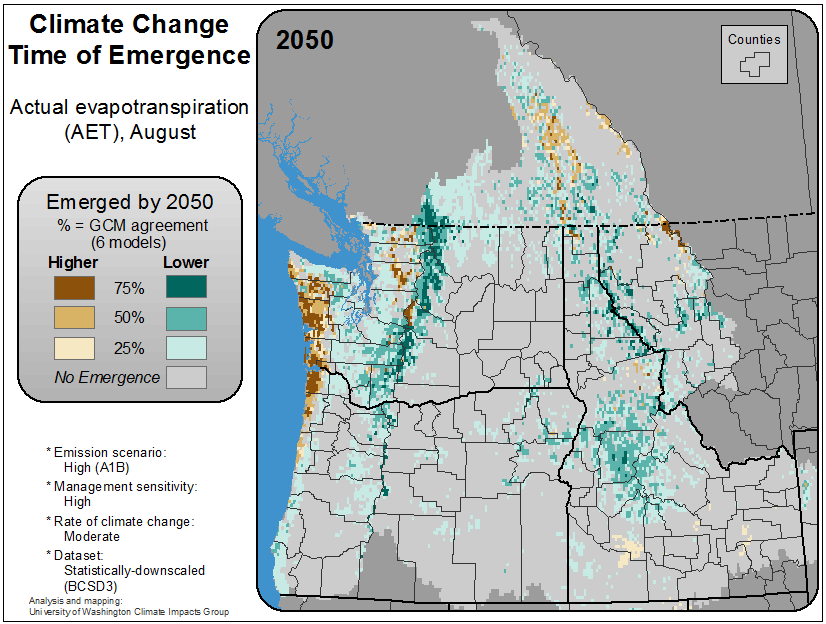 Climate Change
Time of Emergence
Actual evapotranspiration
(AET), August
Emerged by 2050
% = GCM agreement
(6 models)
Higher Lower
75%
50%
25%
No Emergence
* Emission scenario:
High (A1B)
* Management sensitivity:
High
* Rate of climate change:
Moderate
* Dataset:
Statistically-downscaled
(BCSD3)
Analysis and mapping:
University of Washington Climate Impacts Group
2050
Counties